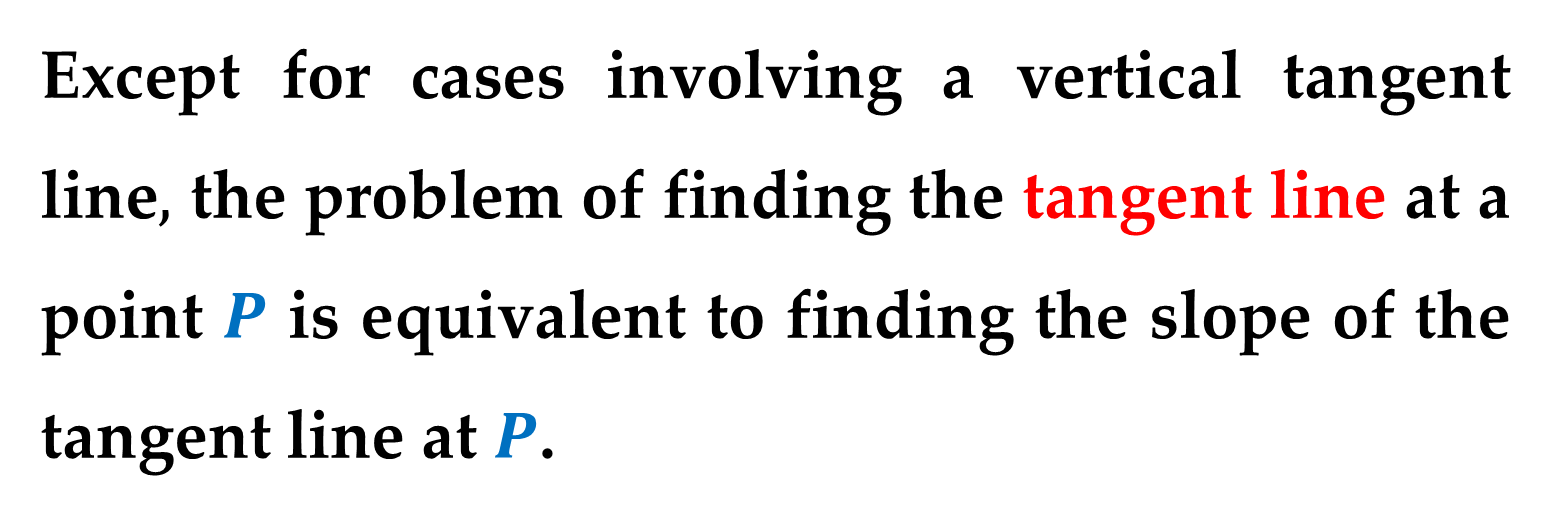 Except for cases involving a vertical tangent
line, the problem of finding the tangent line at a
point P is equivalent to finding the slope of the
tangent line at P.